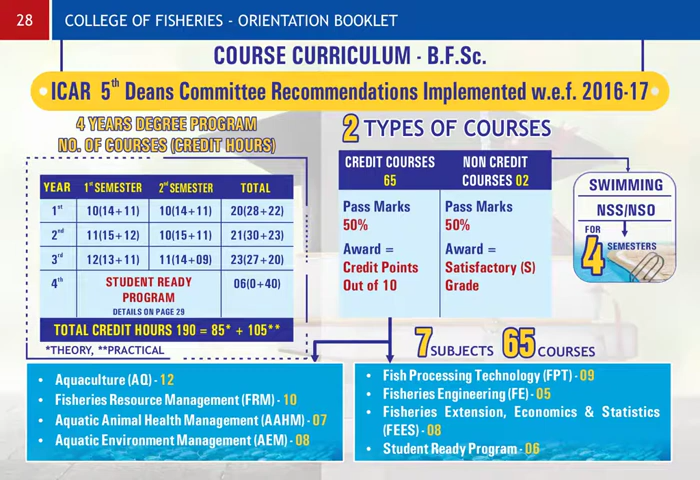 28 COLLEGE OF FISHERIES - ORIENTATION BOOKLET
COURSE CURRICULUM - B.F.Sc.
ICAR 5th Deans Committee Recommendations Implemented w.e.f. 2016-17
4 YEARS DEGREE PROGRAM
NO. OF COURSES (CREDIT HOURS)
YEAR 1st SEMESTER 2nd SEMESTER TOTAL
1st 10(14+11) 10(14+11) 20(28+22)
2nd 11(15+12) 10(15+11) 21(30+23)
3rd 12(13+11) 11(14+09) 23(27+20)
4th STUDENT READY 06(0+40)
PROGRAM
DETAILS ON PAGE 29
TOTAL CREDIT HOURS 190 = 85* + 105**
*THEORY, **PRACTICAL
2 TYPES OF COURSES
CREDIT COURSES
65
Pass Marks
50%
Award =
Credit Points
Out of 10
NON CREDIT
COURSES 02
Pass Marks
50%
Award =
Satisfactory (S)
Grade
SWIMMING
NSS/NSO
FOR
4 SEMESTERS
7 SUBJECTS 65 COURSES
• Aquaculture (AQ) - 12
• Fisheries Resource Management (FRM) - 10
• Aquatic Animal Health Management (AAHM) - 07
• Aquatic Environment Management (AEM) - 08
• Fish Processing Technology (FPT) - 09
• Fisheries Engineering (FE) - 05
• Fisheries Extension, Economics & Statistics
(FEES) - 08
• Student Ready Program - 06